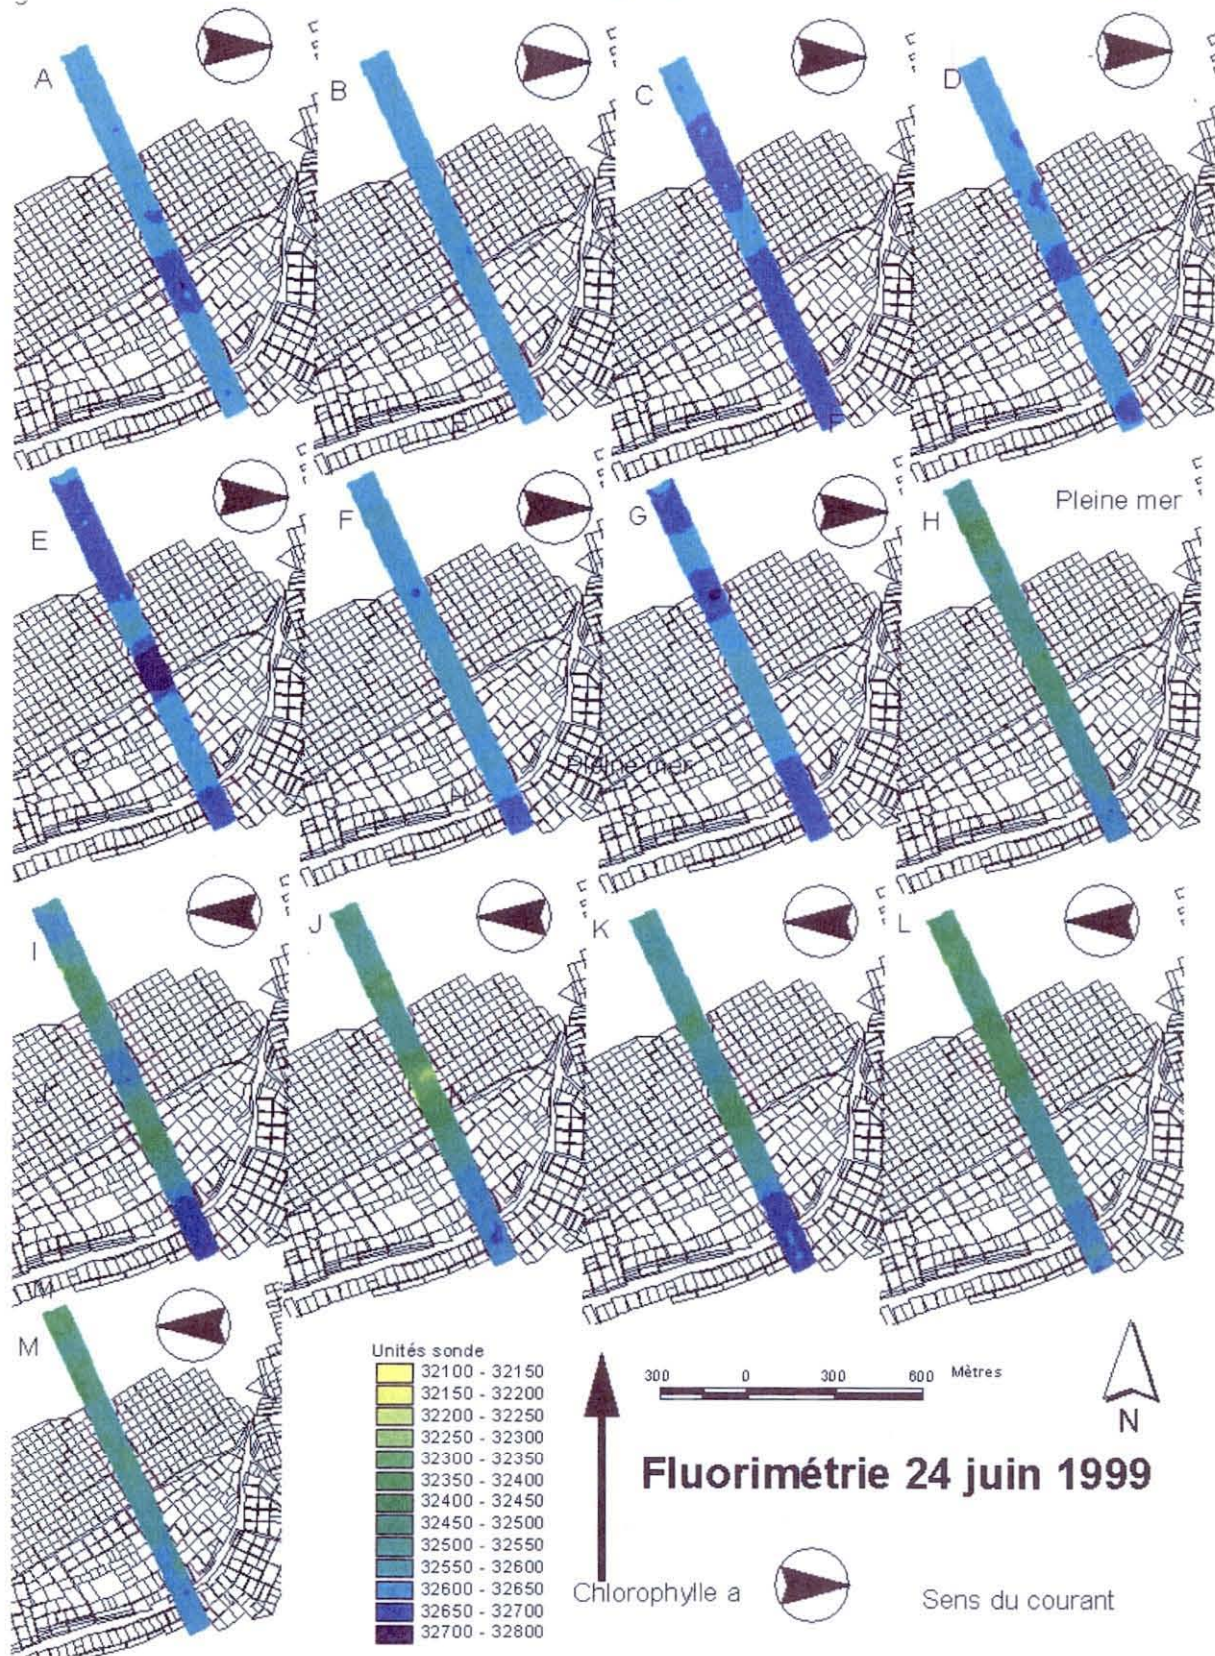 A
B
C
D
E
F
G
H
Pleine mer
Pleine mer
I
J
K
L
M
Unités sonde
32100 - 32150
32150 - 32200
32200 - 32250
32250 - 32300
32300 - 32350
32350 - 32400
32400 - 32450
32450 - 32500
32500 - 32550
32550 - 32600
32600 - 32650
32650 - 32700
32700 - 32800
300 0 300 600 Mètres
N
Fluorimétrie 24 juin 1999
Chlorophylle a
Sens du courant